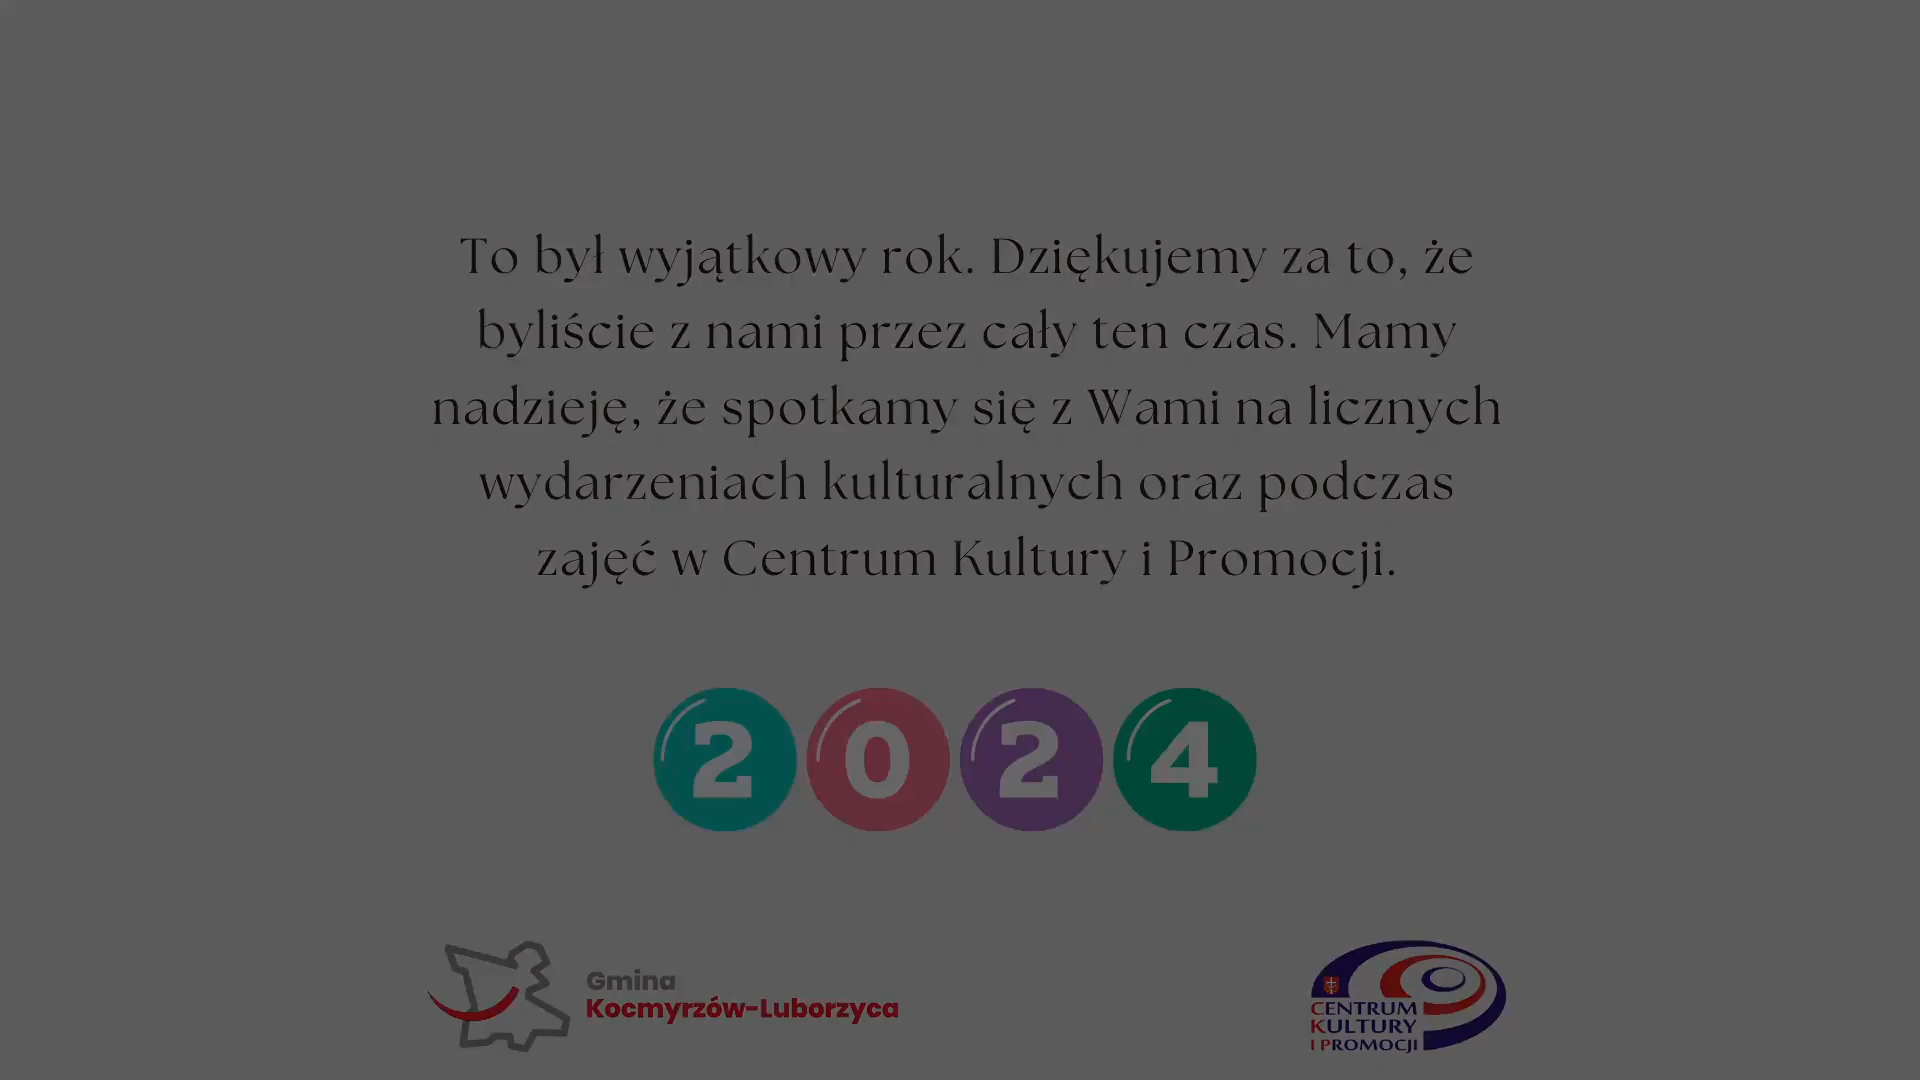 To był wyjątkowy rok. Dziękujemy za to, że
byliście z nami przez cały ten czas. Mamy
nadzieję, że spotkamy się z Wami na licznych
wydarzeniach kulturalnych oraz podczas
zajęć w Centrum Kultury i Promocji.
2024
Gmina
Kocmyrzów-Luborzyca
CENTRUM
KULTURY
I PROMOCJI